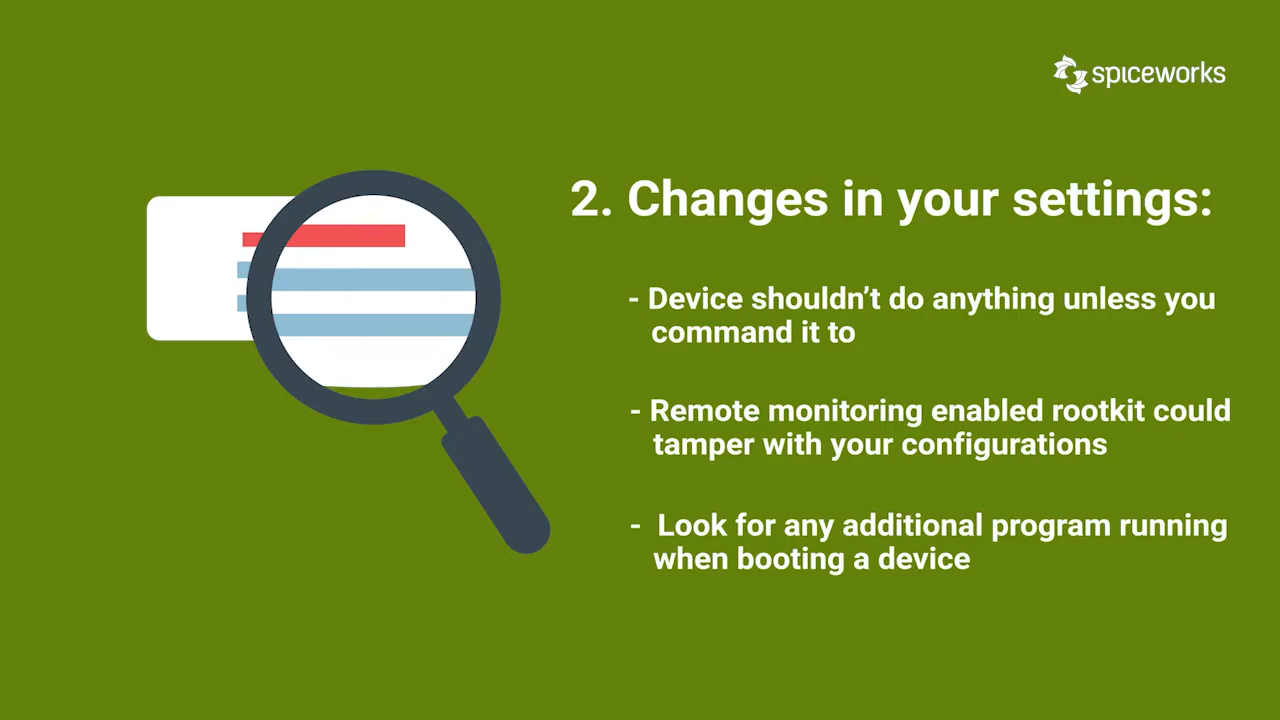 spiceworks
2. Changes in your settings:
- Device shouldn’t do anything unless you
command it to
- Remote monitoring enabled rootkit could
tamper with your configurations
- Look for any additional program running
when booting a device